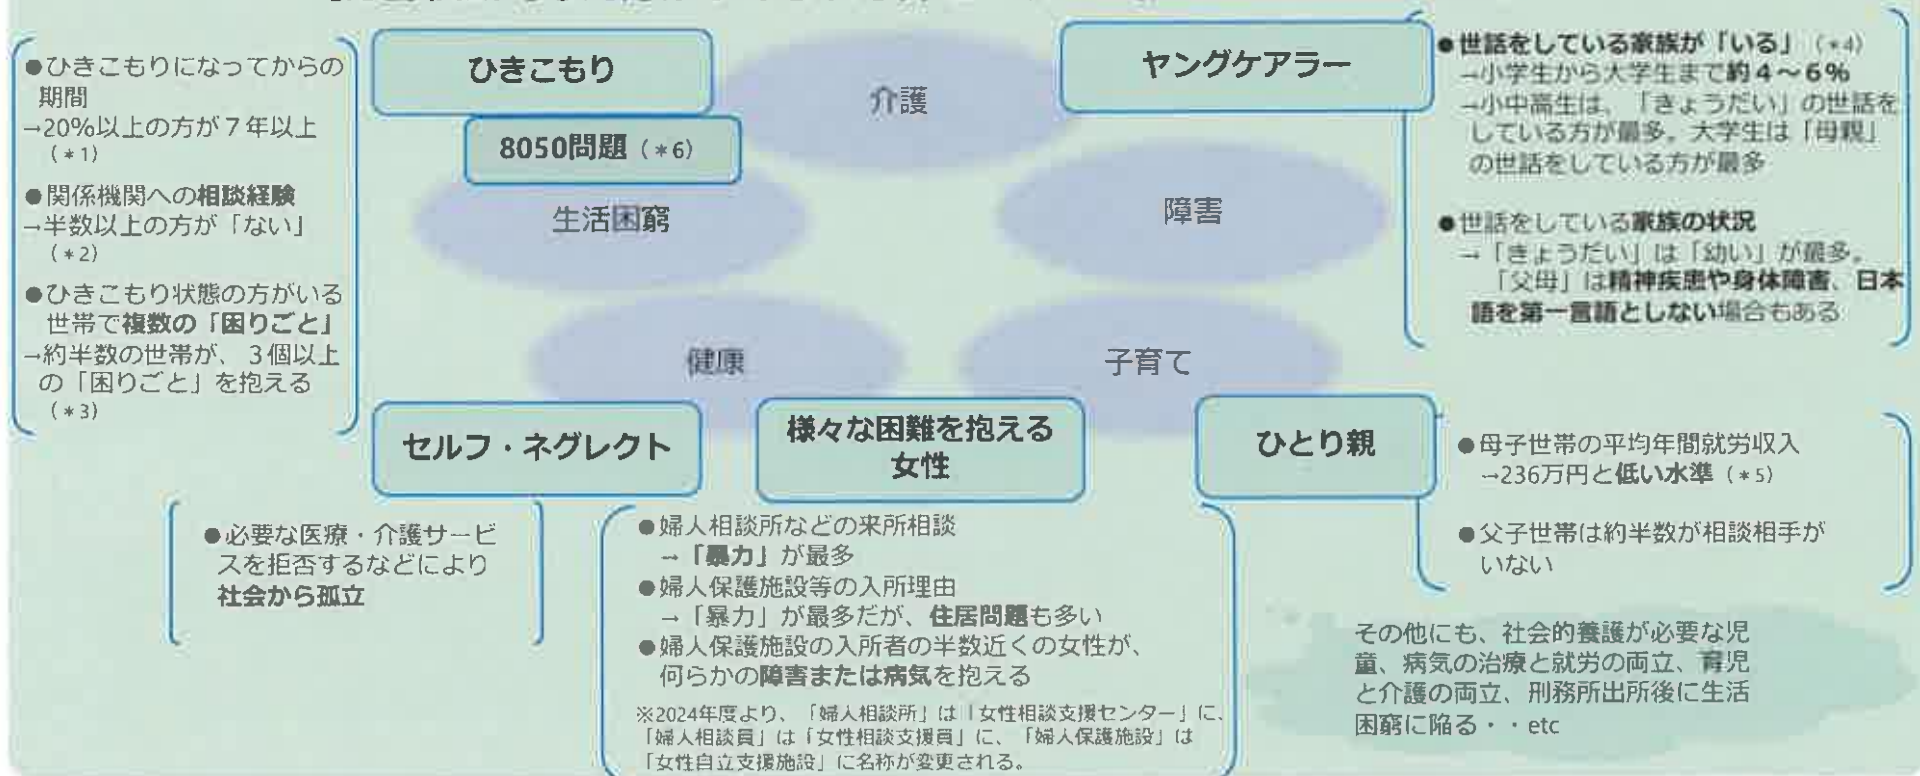 ひきこもり
8050問題（*6）
●ひきこもりになってからの
期間
→20%以上の方が７年以上
（*1）
●関係機関への相談経験
→半数以上の方が「ない」
（*2）
●ひきこもり状態の方がいる
世帯で複数の「困りごと」
→約半数の世帯が、３個以上
の「困りごと」を抱える
（*3）
介護
生活困窮
障害
健康
子育て
ヤングケアラー
●世話をしている家族が「いる」（*4）
→小学生から大学生まで約４～６%
→小中高生は、「きょうだい」の世話を
している方が最多。大学生は「母親」
の世話をしている方が最多
●世話をしている家族の状況
→「きょうだい」は「幼い」が最多。
「父母」は精神疾患や身体障害、日本
語を第一言語としない場合もある
セルフ・ネグレクト
●必要な医療・介護サービ
スを拒否するなどにより
社会から孤立
様々な困難を抱える
女性
●婦人相談所などの来所相談
→「暴力」が最多
●婦人保護施設等の入所理由
→「暴力」が最多だが、住居問題も多い
●婦人保護施設の入所者の半数近くの女性が、
何らかの障害または病気を抱える
※2024年度より、「婦人相談所」は「女性相談支援センター」に、
「婦人相談員」は「女性相談支援員」に、「婦人保護施設」は
「女性自立支援施設」に名称が変更される。
ひとり親
●母子世帯の平均年間就労収入
→236万円と低い水準（*5）
●父子世帯は約半数が相談相手が
いない
その他にも、社会的養護が必要な児
童、病気の治療と就労の両立、育児
と介護の両立、刑務所出所後に生活
困窮に陥る・・etc